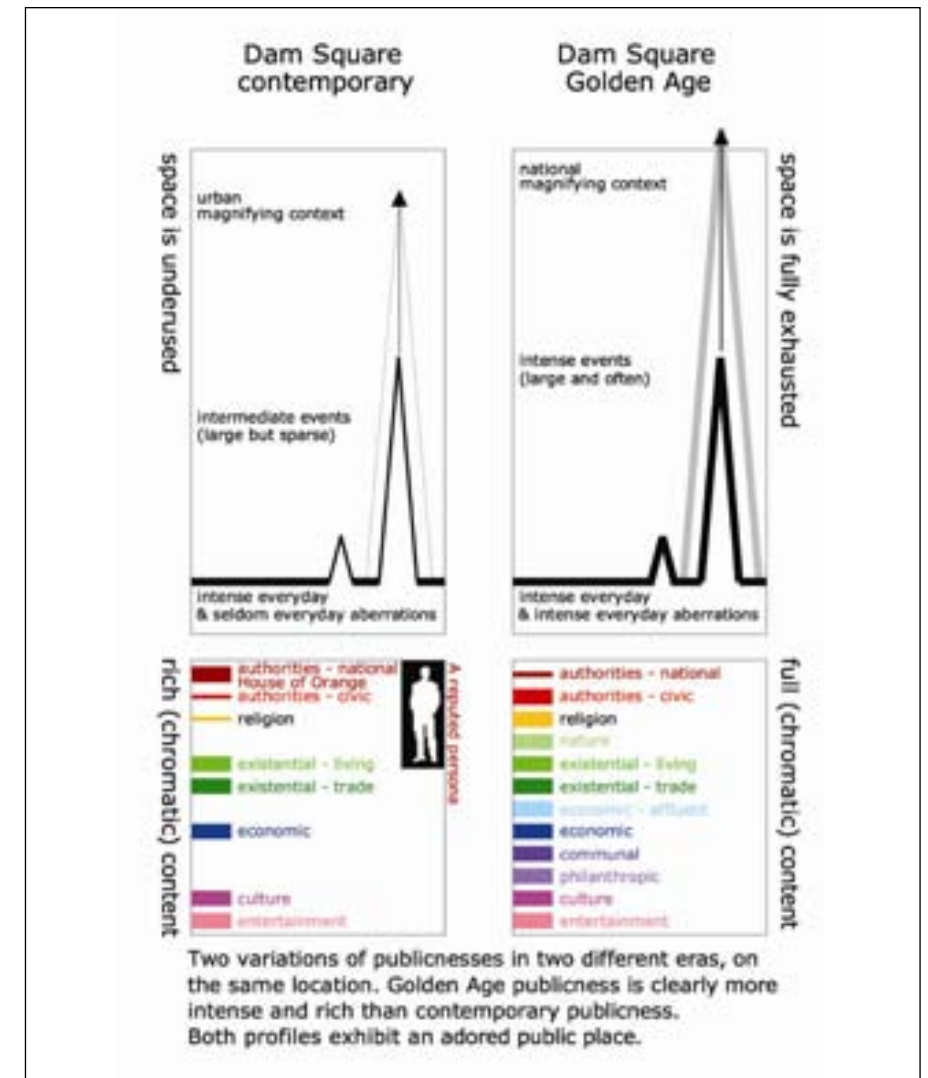 Dam Square
contemporary
space is underused
urban
magnifying context
intermediate events
(large but sparse)
intense everyday
& seldom everyday aberrations
rich (chromatic) content
authorities - national
House of Orange
authorities - civic
religion
existential - living
existential - trade
economic
culture
entertainment
A reputed persona
Dam Square
Golden Age
space is fully exhausted
national
magnifying context
intense events
(large and often)
intense everyday
& intense everyday aberrations
full (chromatic) content
authorities - national
authorities - civic
religion
nature
existential - living
existential - trade
economic - affluent
economic
communal
philanthropic
culture
entertainment
Two variations of publicnesses in two different eras, on
the same location. Golden Age publicness is clearly more
intense and rich than contemporary publicness.
Both profiles exhibit an adored public place.